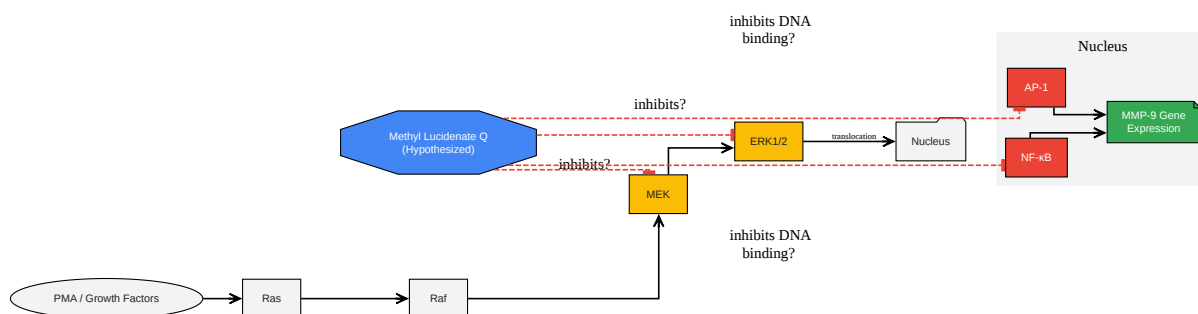 inhibits DNA
binding?
Nucleus
AP-1
inhibits?
MMP-9 Gene
Expression
Methyl Lucidenate Q
(Hypothesized)
ERK1/2
translocation
Nucleus
NF-κB
inhibits?
MEK
inhibits DNA
binding?
PMA / Growth Factors
Ras
Raf